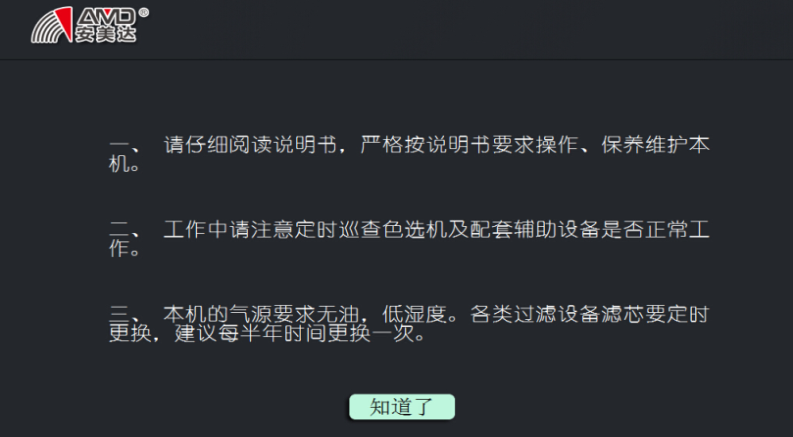 AMD®
安美达
一、 请仔细阅读说明书，严格按说明书要求操作、保养维护本
机。
二、 工作中请注意定时巡查色选机及配套辅助设备是否正常工
作。
三、 本机的气源要求无油，低湿度。各类过滤设备滤芯要定时
更换，建议每半年时间更换一次。
知道了